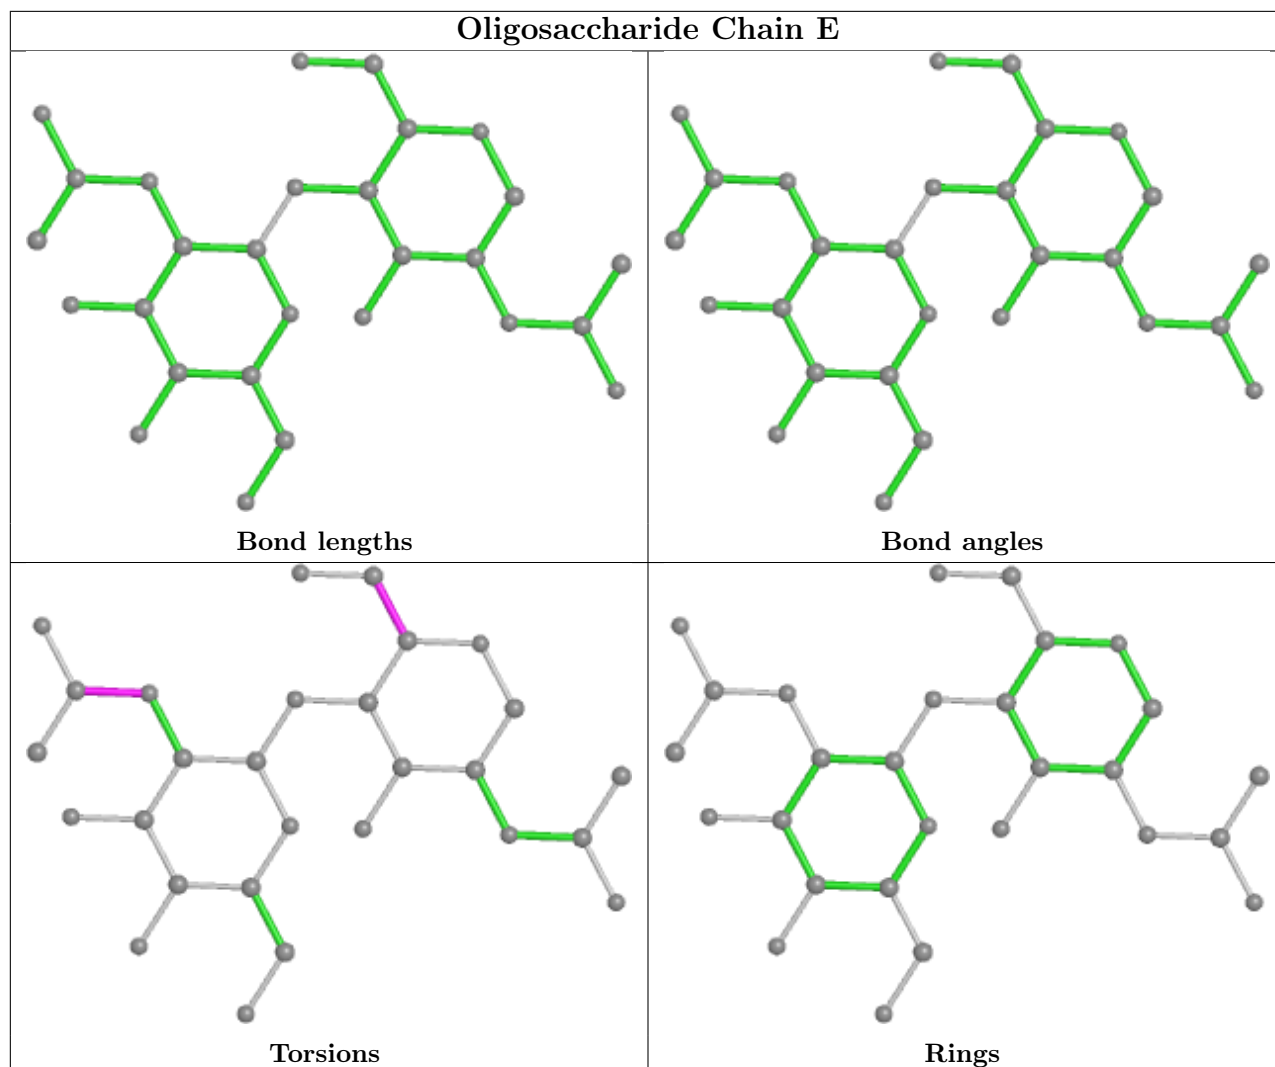 Oligosaccharide Chain E
Bond lengths
Bond angles
Torsions
Rings